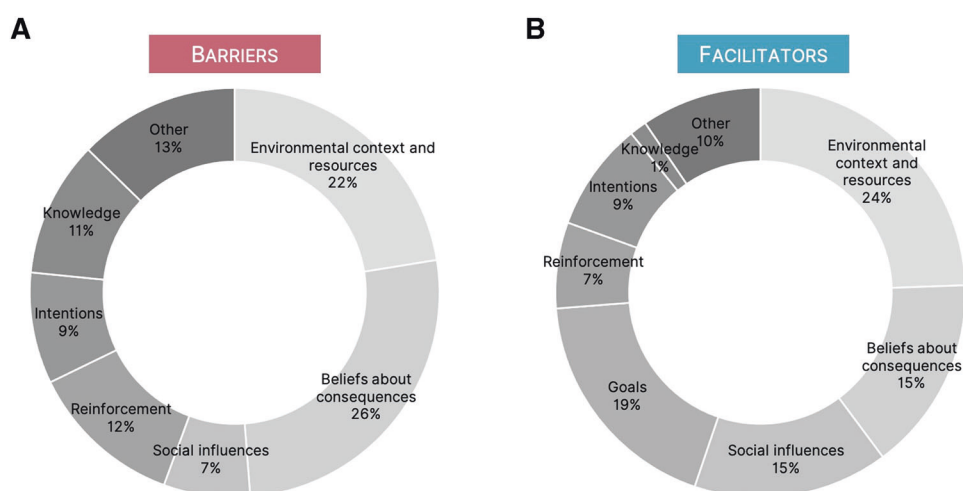 A
BARRIERS
Other
13%
Environmental context and
resources
22%
Knowledge
11%
Intentions
9%
Beliefs about
consequences
26%
Reinforcement
12%
Social influences
7%
B
FACILITATORS
Other
10%
Environmental
context and
resources
24%
Knowledge
1%
Intentions
9%
Reinforcement
7%
Beliefs about
consequences
15%
Goals
19%
Social influences
15%